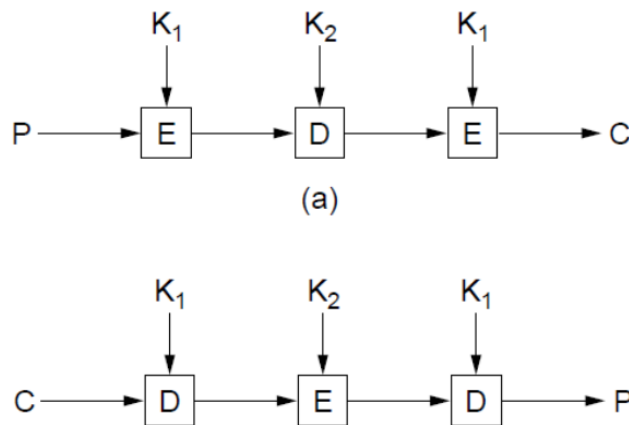 K₁ K₂ K₁
P E D E C
(a)
K₁ K₂ K₁
C D E D P